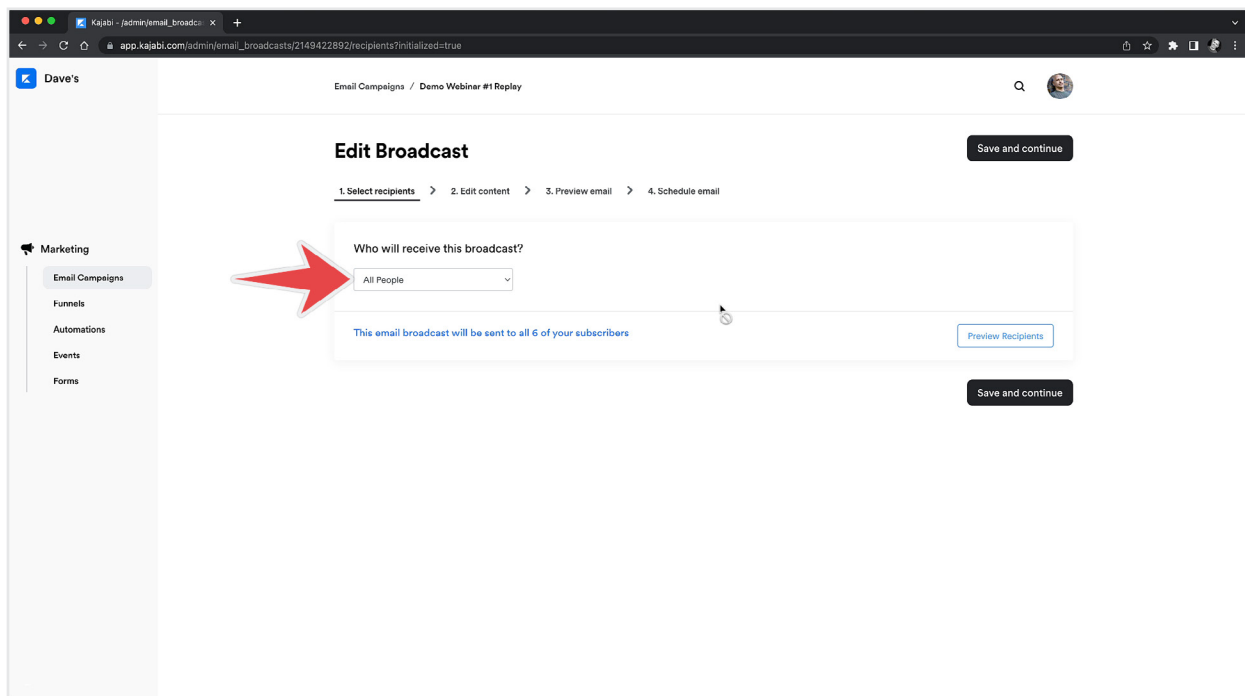 Kajabi - /admin/email_broadca
app.kajabi.com/admin/email_broadcasts/2149422892/recipients?initialized=true
Dave's
Email Campaigns / Demo Webinar #1 Replay
Edit Broadcast
Save and continue
1. Select recipients > 2. Edit content > 3. Preview email > 4. Schedule email
Marketing
Email Campaigns
Funnels
Automations
Events
Forms
Who will receive this broadcast?
All People
This email broadcast will be sent to all 6 of your subscribers
Preview Recipients
Save and continue